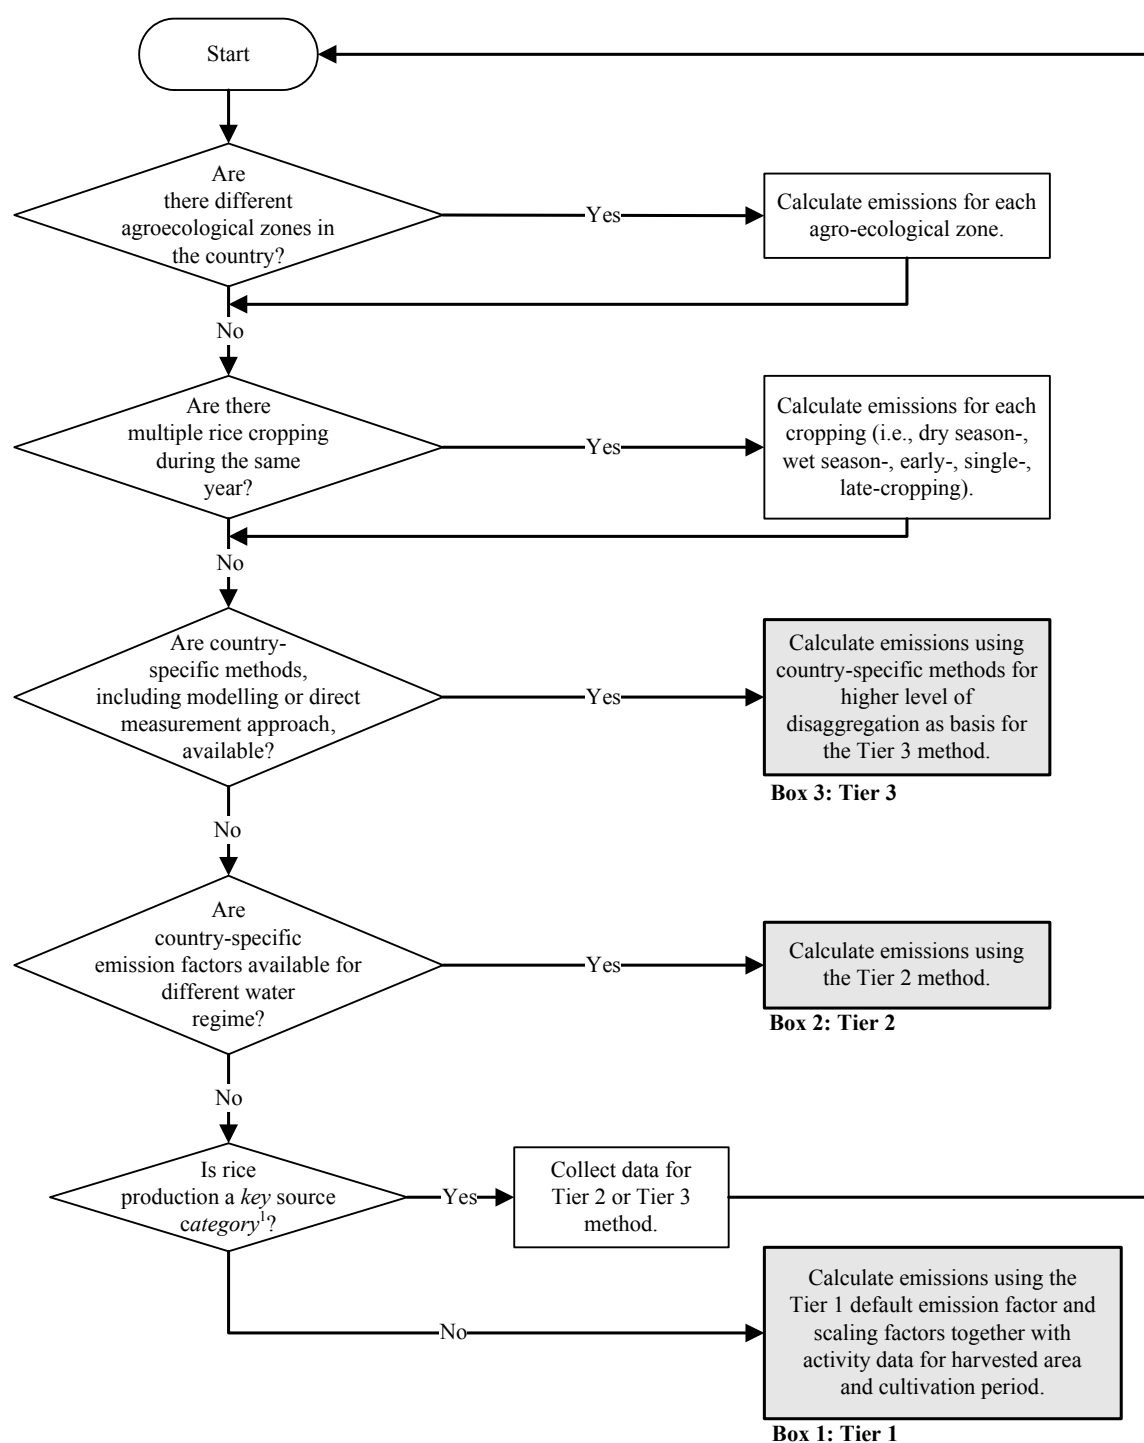 Start
Are
there different
agroecological zones in
the country?
Yes
Calculate emissions for each
agro-ecological zone.
No
Are there
multiple rice cropping
during the same
year?
Yes
Calculate emissions for each
cropping (i.e., dry season-,
wet season-, early-, single-,
late-cropping).
No
Are country-
specific methods,
including modelling or direct
measurement approach,
available?
Yes
Calculate emissions using
country-specific methods for
higher level of
disaggregation as basis for
the Tier 3 method.
Box 3: Tier 3
No
Are
country-specific
emission factors available for
different water
regime?
Yes
Calculate emissions using
the Tier 2 method.
Box 2: Tier 2
No
Is rice
production a key source
category¹?
Yes
Collect data for
Tier 2 or Tier 3
method.
No
Calculate emissions using the
Tier 1 default emission factor and
scaling factors together with
activity data for harvested area
and cultivation period.
Box 1: Tier 1